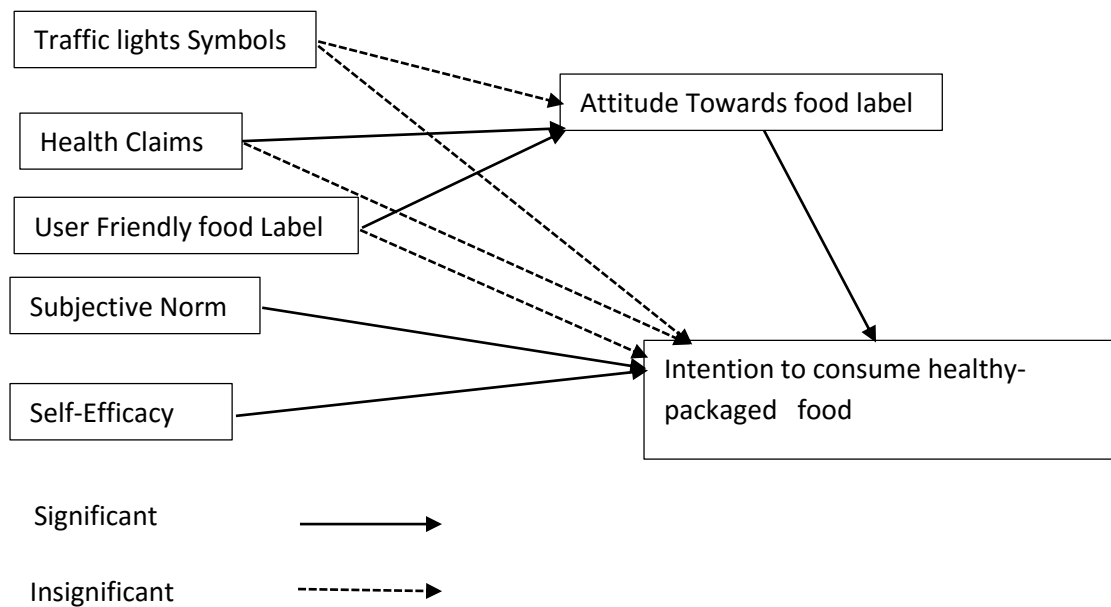 Traffic lights Symbols
Attitude Towards food label
Health Claims
User Friendly food Label
Subjective Norm
Intention to consume healthy-
packaged food
Self-Efficacy
Significant
Insignificant